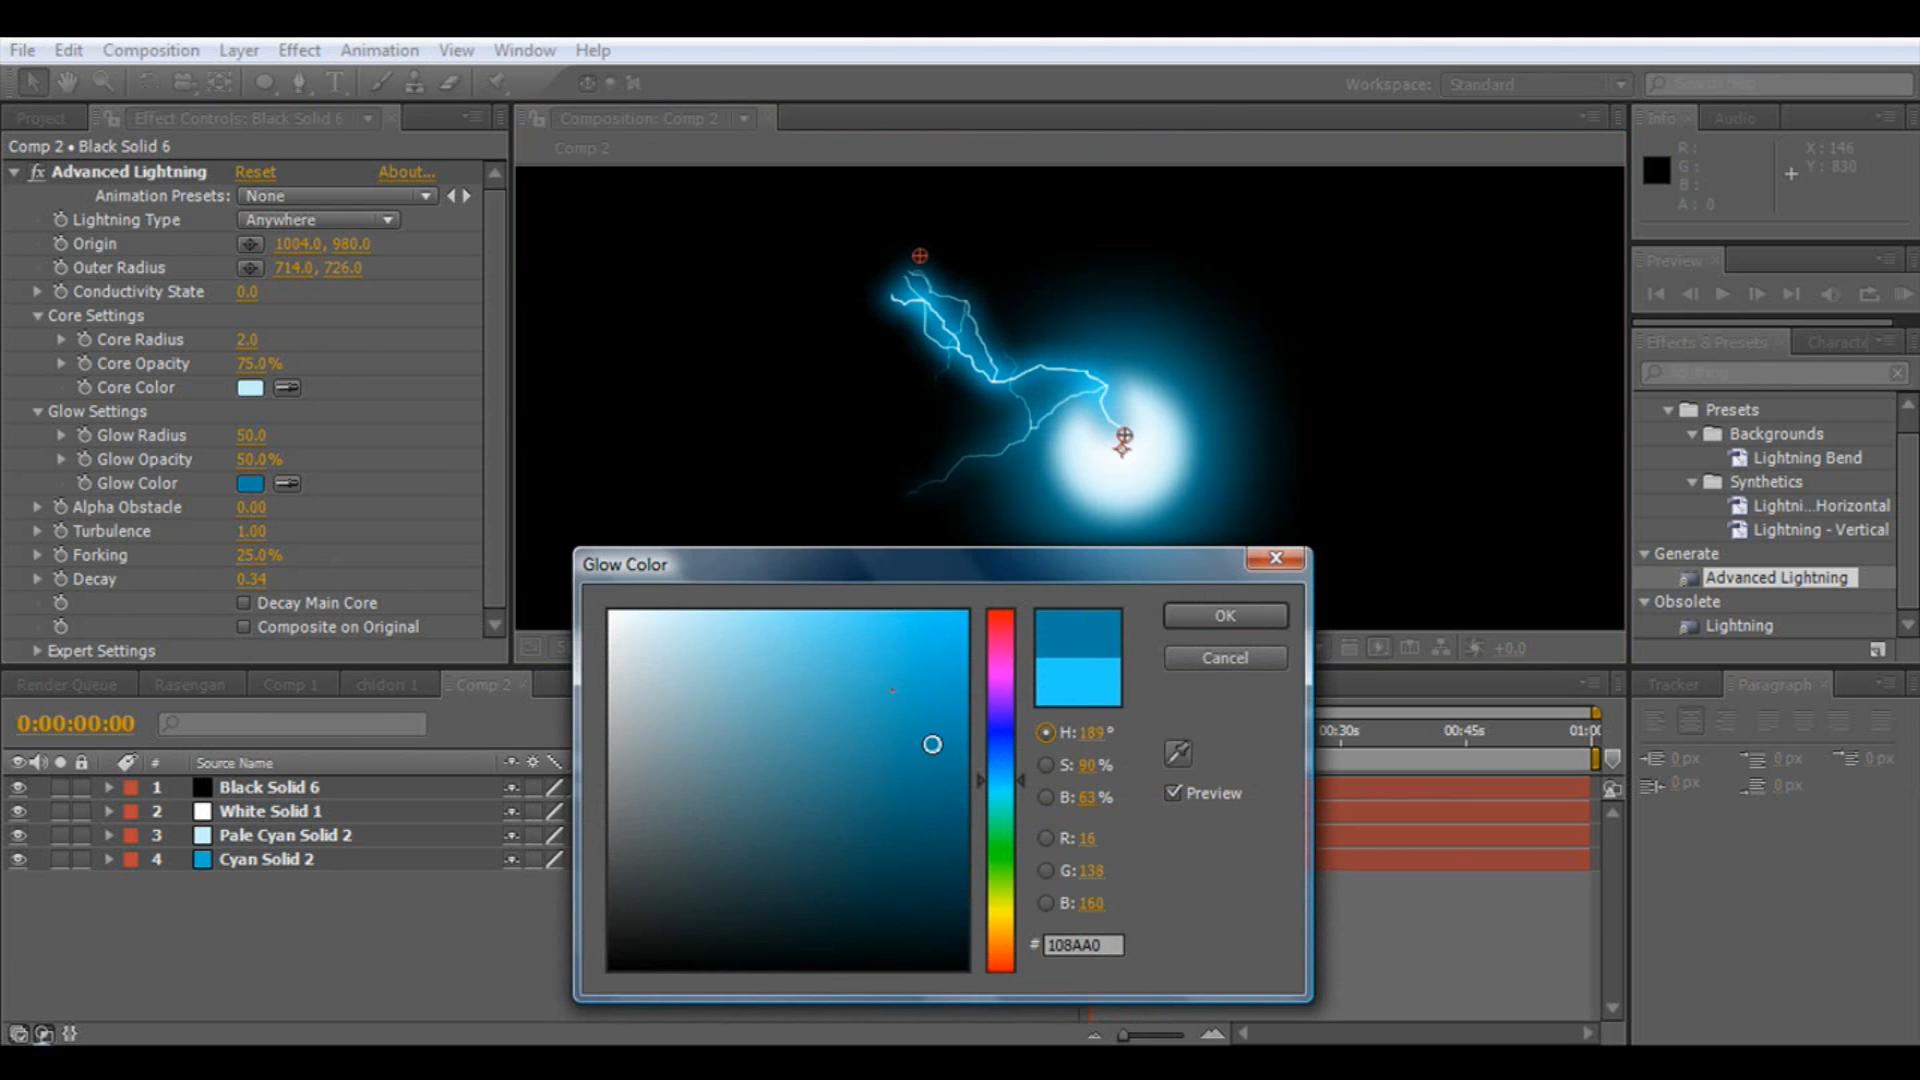 File Edit Composition Layer Effect Animation View Window Help
Workspace: Standard
Project Effect Controls: Black Solid 6
Composition: Comp 2
Info Audio
Comp 2 • Black Solid 6
Comp 2
R:
G:
B:
A: 0
X: 146
Y: 830
fx Advanced Lightning Reset About...
Animation Presets: None
Lightning Type Anywhere
Origin 1004.0, 980.0
Outer Radius 714.0, 726.0
Conductivity State 0.0
Core Settings
Core Radius 2.0
Core Opacity 75.0%
Core Color
Glow Settings
Glow Radius 50.0
Glow Opacity 50.0%
Glow Color
Alpha Obstacle 0.00
Turbulence 1.00
Forking 25.0%
Decay 0.34
Decay Main Core
Composite on Original
Expert Settings
Preview
Effects & Presets Characte
Presets
Backgrounds
Lightning Bend
Synthetics
Lightni...Horizontal
Lightning - Vertical
Generate
Advanced Lightning
Obsolete
Lightning
+0.0
Glow Color
OK
Cancel
H: 189 °
S: 90 %
B: 63 %
R: 16
G: 138
B: 160
# 108AA0
Preview
Render Queue Rasengan Comp 1 chidori 1 Comp 2
0:00:00:00
# Source Name
1 Black Solid 6
2 White Solid 1
3 Pale Cyan Solid 2
4 Cyan Solid 2
00:30s 00:45s 01:0
Tracker Paragraph
0 px 0 px 0 px
0 px 0 px